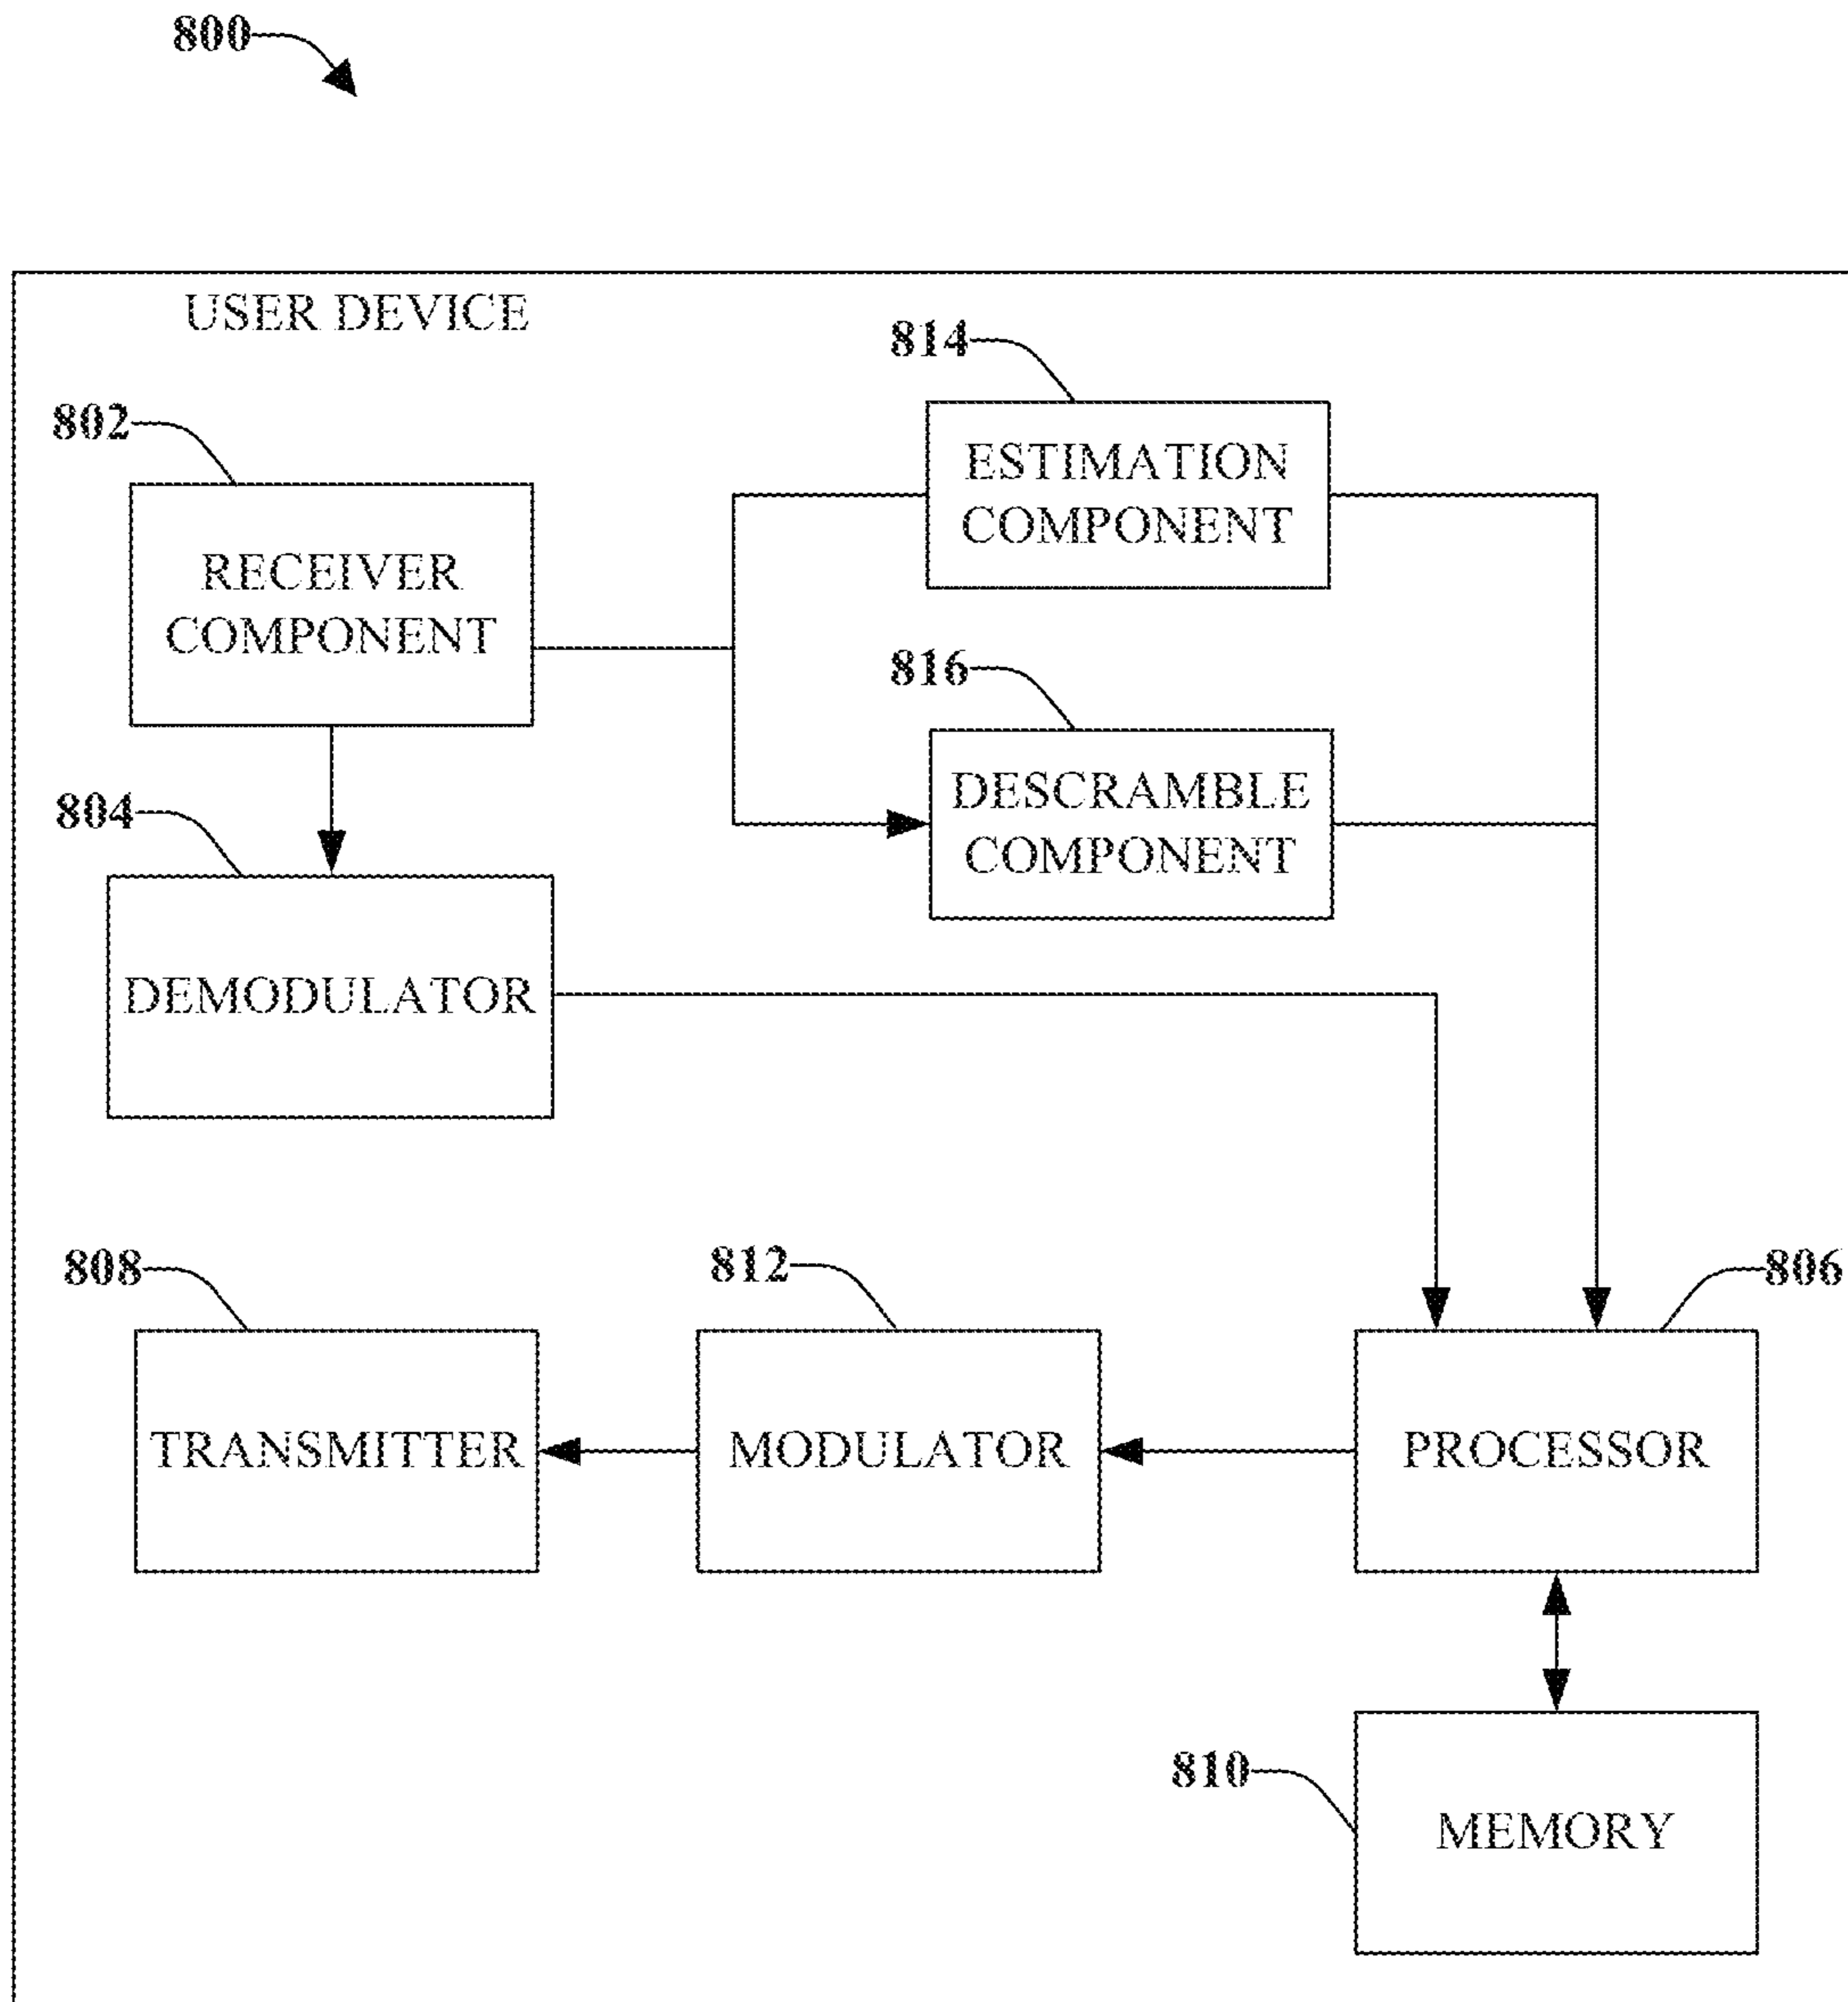 800
USER DEVICE
814
802
ESTIMATION
COMPONENT
RECEIVER
COMPONENT
816
804
DESCRAMBLE
COMPONENT
DEMODULATOR
808
812
806
TRANSMITTER
MODULATOR
PROCESSOR
810
MEMORY